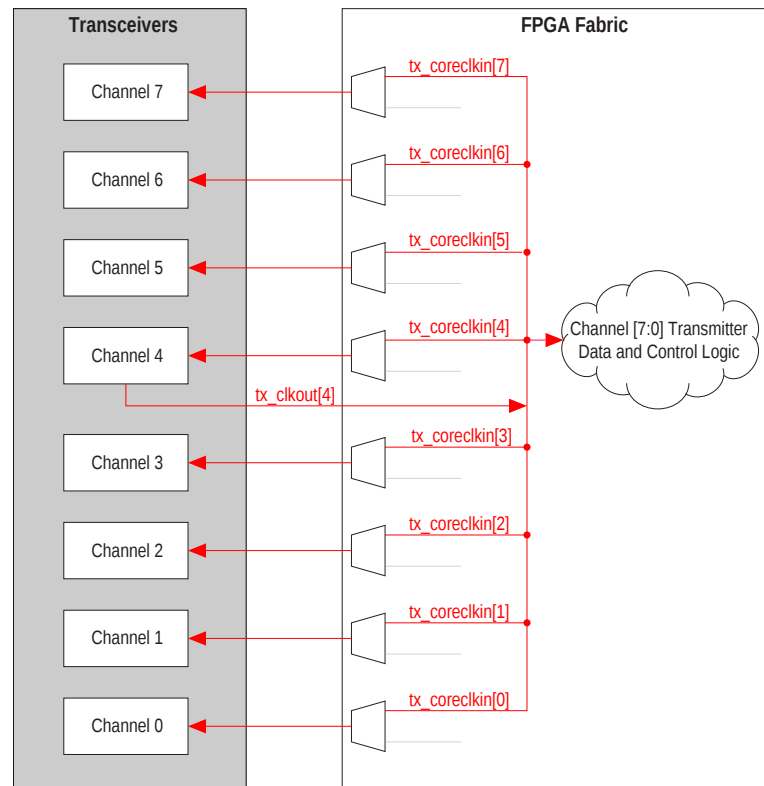 Transceivers
FPGA Fabric
tx_coreclkin[7]
Channel 7
tx_coreclkin[6]
Channel 6
tx_coreclkin[5]
Channel 5
tx_coreclkin[4]
Channel 4
Channel [7:0] Transmitter
Data and Control Logic
tx_clkout[4]
tx_coreclkin[3]
Channel 3
tx_coreclkin[2]
Channel 2
tx_coreclkin[1]
Channel 1
tx_coreclkin[0]
Channel 0